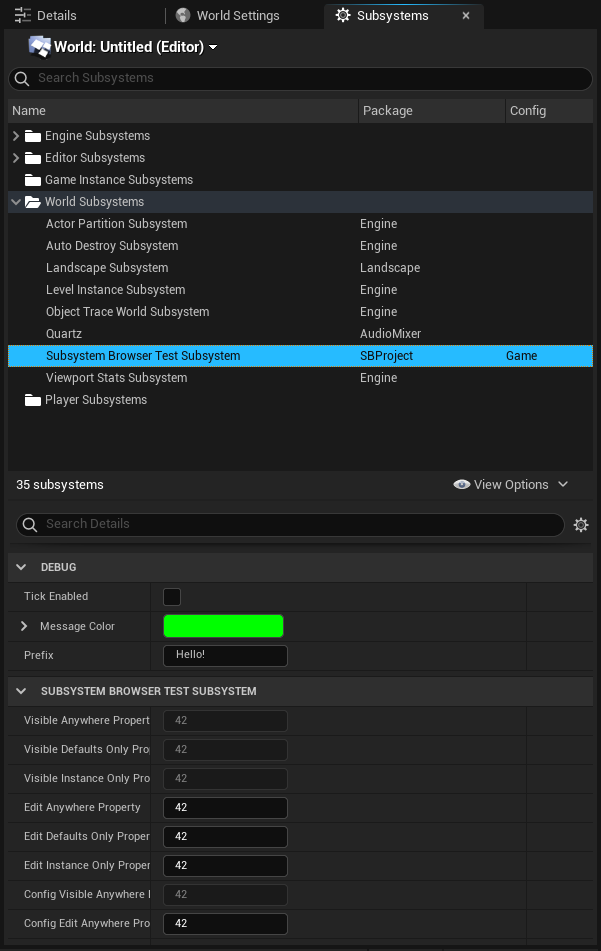 Details World Settings Subsystems
World: Untitled (Editor)
Search Subsystems
Name Package Config
Engine Subsystems
Editor Subsystems
Game Instance Subsystems
World Subsystems
Actor Partition Subsystem Engine
Auto Destroy Subsystem Engine
Landscape Subsystem Landscape
Level Instance Subsystem Engine
Object Trace World Subsystem Engine
Quartz AudioMixer
Subsystem Browser Test Subsystem SBProject Game
Viewport Stats Subsystem Engine
Player Subsystems
35 subsystems View Options
Search Details
DEBUG
Tick Enabled
Message Color
Prefix Hello!
SUBSYSTEM BROWSER TEST SUBSYSTEM
Visible Anywhere Propert 42
Visible Defaults Only Pro 42
Visible Instance Only Pro 42
Edit Anywhere Property 42
Edit Defaults Only Proper 42
Edit Instance Only Proper 42
Config Visible Anywhere 42
Config Edit Anywhere Pro 42